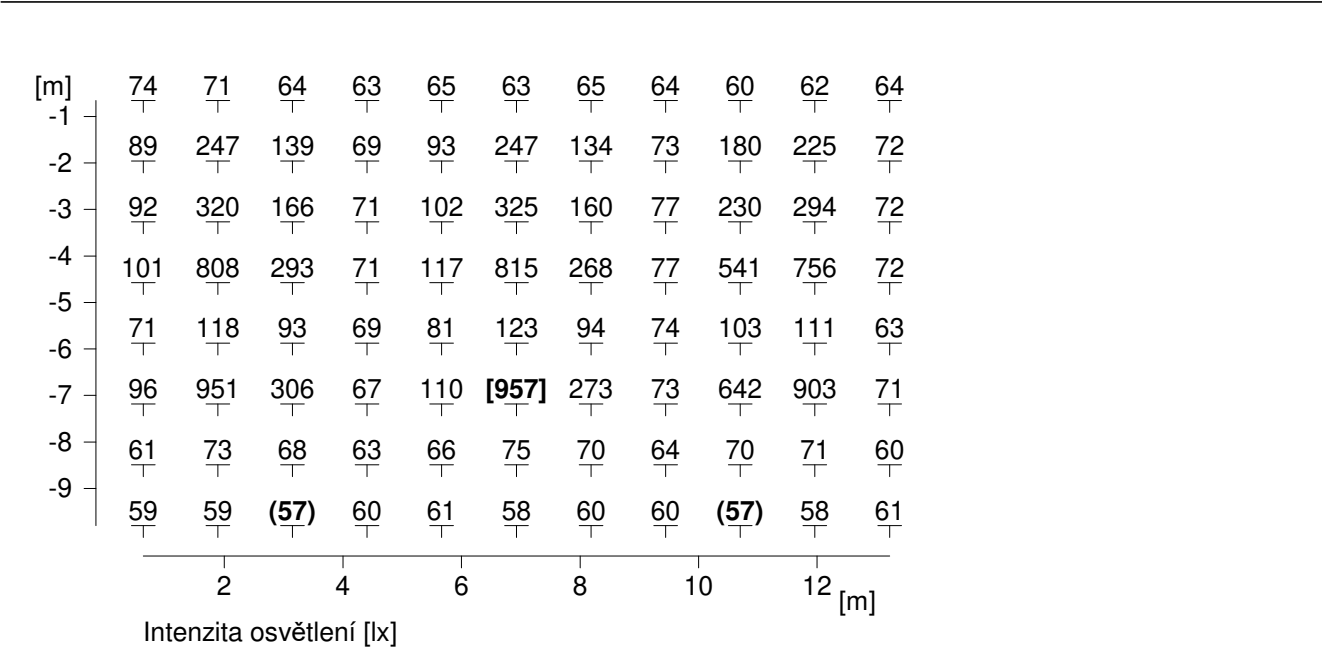 [m] 74 71 64 63 65 63 65 64 60 62 64
-1
89 247 139 69 93 247 134 73 180 225 72
-2
-3 92 320 166 71 102 325 160 77 230 294 72
-4
101 808 293 71 117 815 268 77 541 756 72
-5
71 118 93 69 81 123 94 74 103 111 63
-6
-7 96 951 306 67 110 [957] 273 73 642 903 71
-8 61 73 68 63 66 75 70 64 70 71 60
-9
59 59 (57) 60 61 58 60 60 (57) 58 61
2 4 6 8 10 12 [m]
Intenzita osvětlení [lx]